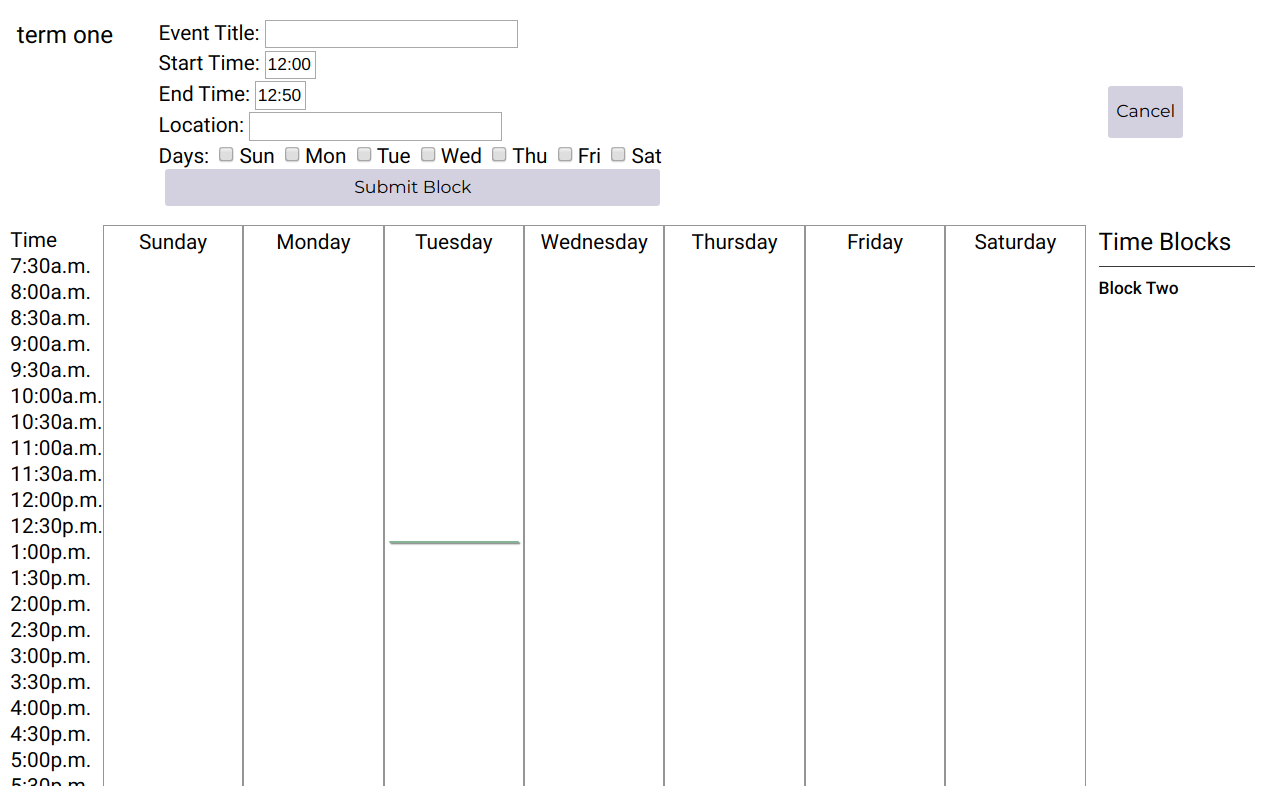 term one
Event Title:
Start Time: 12:00
End Time: 12:50
Location:
Days: Sun Mon Tue Wed Thu Fri Sat
Submit Block
Cancel
Time Sunday Monday Tuesday Wednesday Thursday Friday Saturday
7:30a.m.
8:00a.m.
8:30a.m.
9:00a.m.
9:30a.m.
10:00a.m.
10:30a.m.
11:00a.m.
11:30a.m.
12:00p.m.
12:30p.m.
1:00p.m.
1:30p.m.
2:00p.m.
2:30p.m.
3:00p.m.
3:30p.m.
4:00p.m.
4:30p.m.
5:00p.m.
5:30p.m.
Time Blocks
Block Two